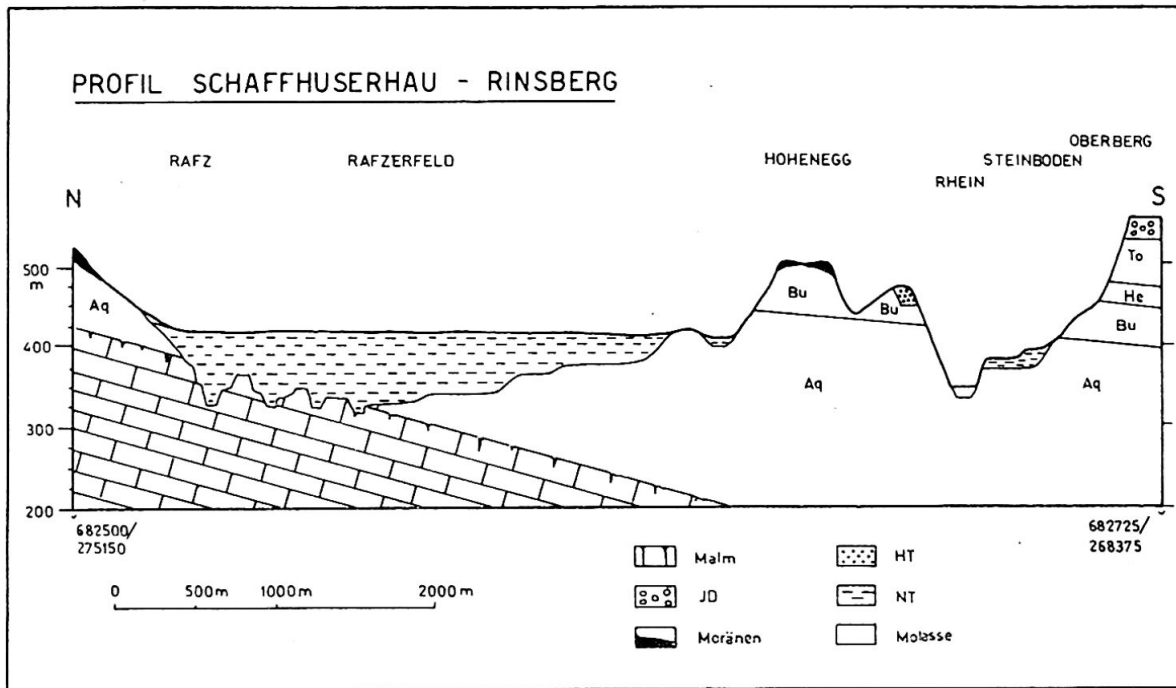 PROFIL SCHAFFHUSERHAU - RINSBERG
OBERBERG
RAFZ RAFZERFELD HOHENEGG STEINBODEN
RHEIN
N S
500 m
400
300
200
Aq
Bu
Bu
Aq
To
He
Bu
Aq
682500/
275150
682725/
268375
0 500m 1000m 2000m
Malm
JD
Moränen
HT
NT
Molasse